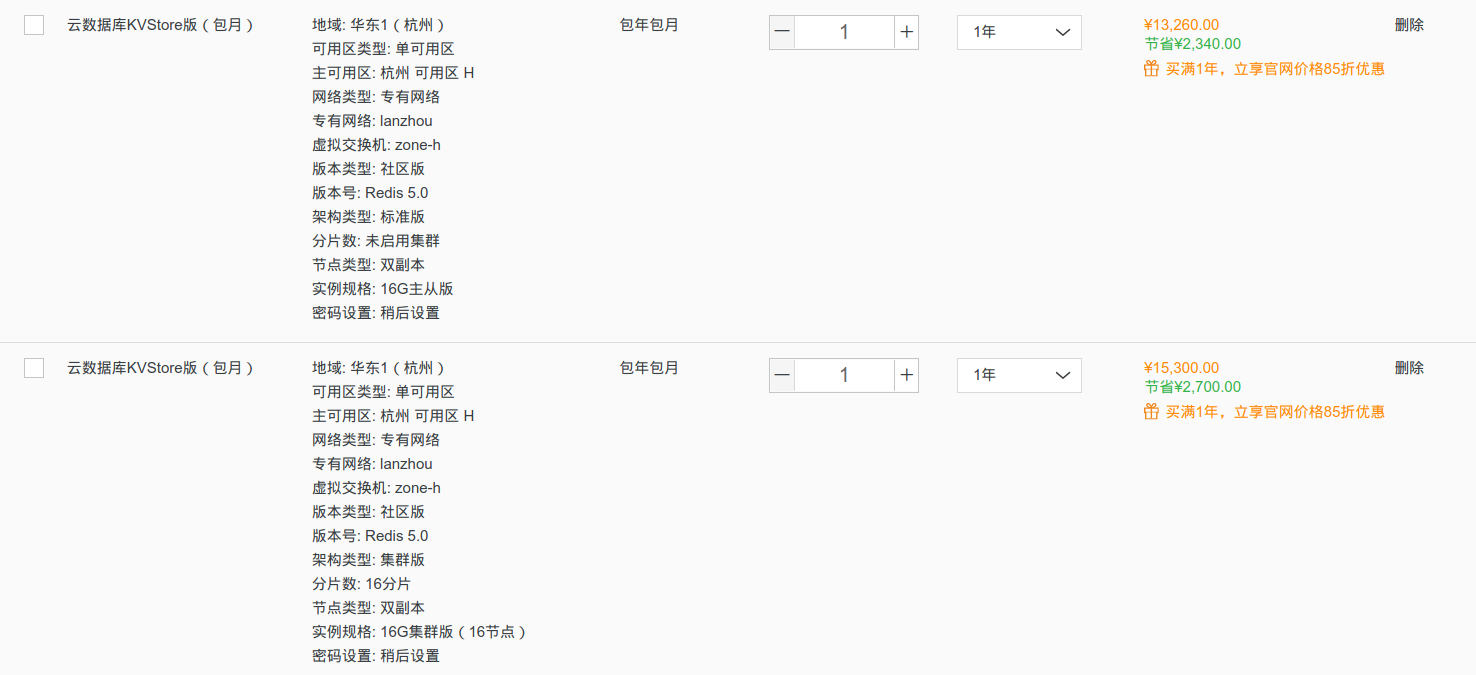 云数据库KVStore版（包月）
地域: 华东1（杭州）
可用区类型: 单可用区
主可用区: 杭州 可用区 H
网络类型: 专有网络
专有网络: lanzhou
虚拟交换机: zone-h
版本类型: 社区版
版本号: Redis 5.0
架构类型: 标准版
分片数: 未启用集群
节点类型: 双副本
实例规格: 16G主从版
密码设置: 稍后设置
包年包月
1
1年
¥13,260.00
节省¥2,340.00
买满1年，立享官网价格85折优惠
删除
云数据库KVStore版（包月）
地域: 华东1（杭州）
可用区类型: 单可用区
主可用区: 杭州 可用区 H
网络类型: 专有网络
专有网络: lanzhou
虚拟交换机: zone-h
版本类型: 社区版
版本号: Redis 5.0
架构类型: 集群版
分片数: 16分片
节点类型: 双副本
实例规格: 16G集群版（16节点）
密码设置: 稍后设置
包年包月
1
1年
¥15,300.00
节省¥2,700.00
买满1年，立享官网价格85折优惠
删除